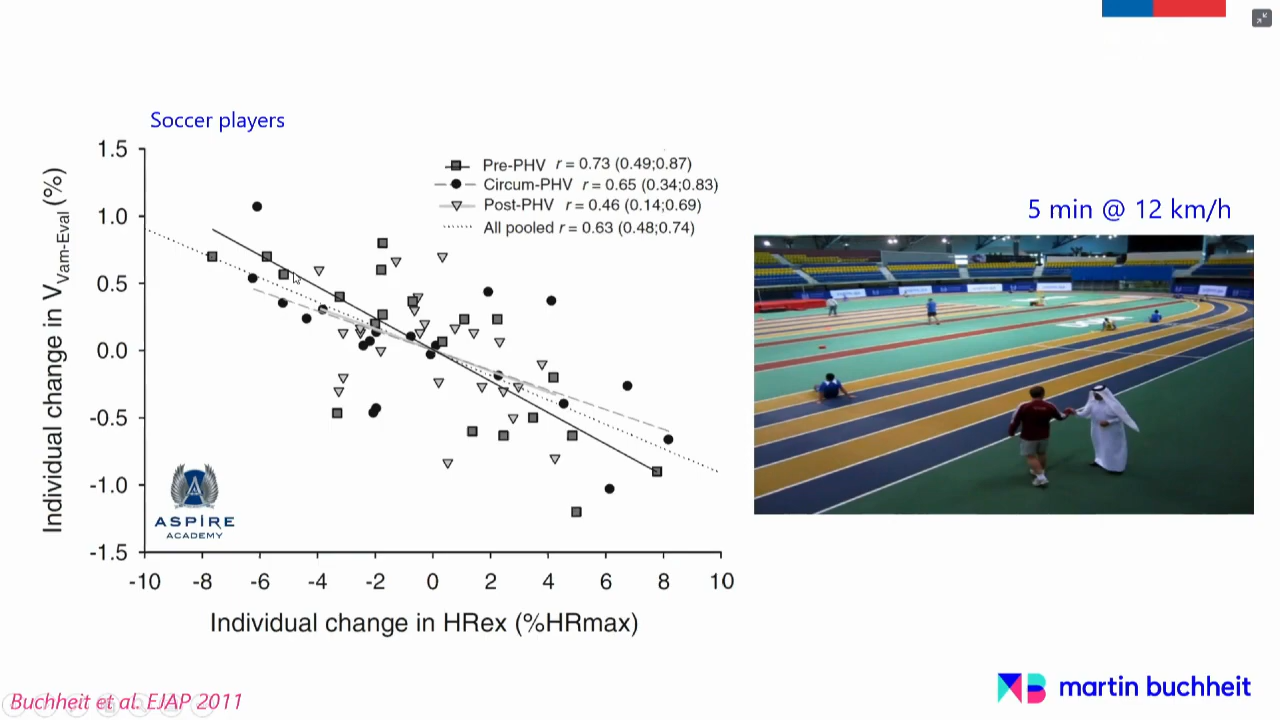 Soccer players
Individual change in VVam-Eval (%)
1.5
1.0
0.5
0.0
-0.5
-1.0
-1.5
Pre-PHV r = 0.73 (0.49;0.87)
Circum-PHV r = 0.65 (0.34;0.83)
Post-PHV r = 0.46 (0.14;0.69)
All pooled r = 0.63 (0.48;0.74)
ASPIRE
ACADEMY
-10 -8 -6 -4 -2 0 2 4 6 8 10
Individual change in HRex (%HRmax)
5 min @ 12 km/h
Buchheit et al. EJAP 2011
MB martin buchheit